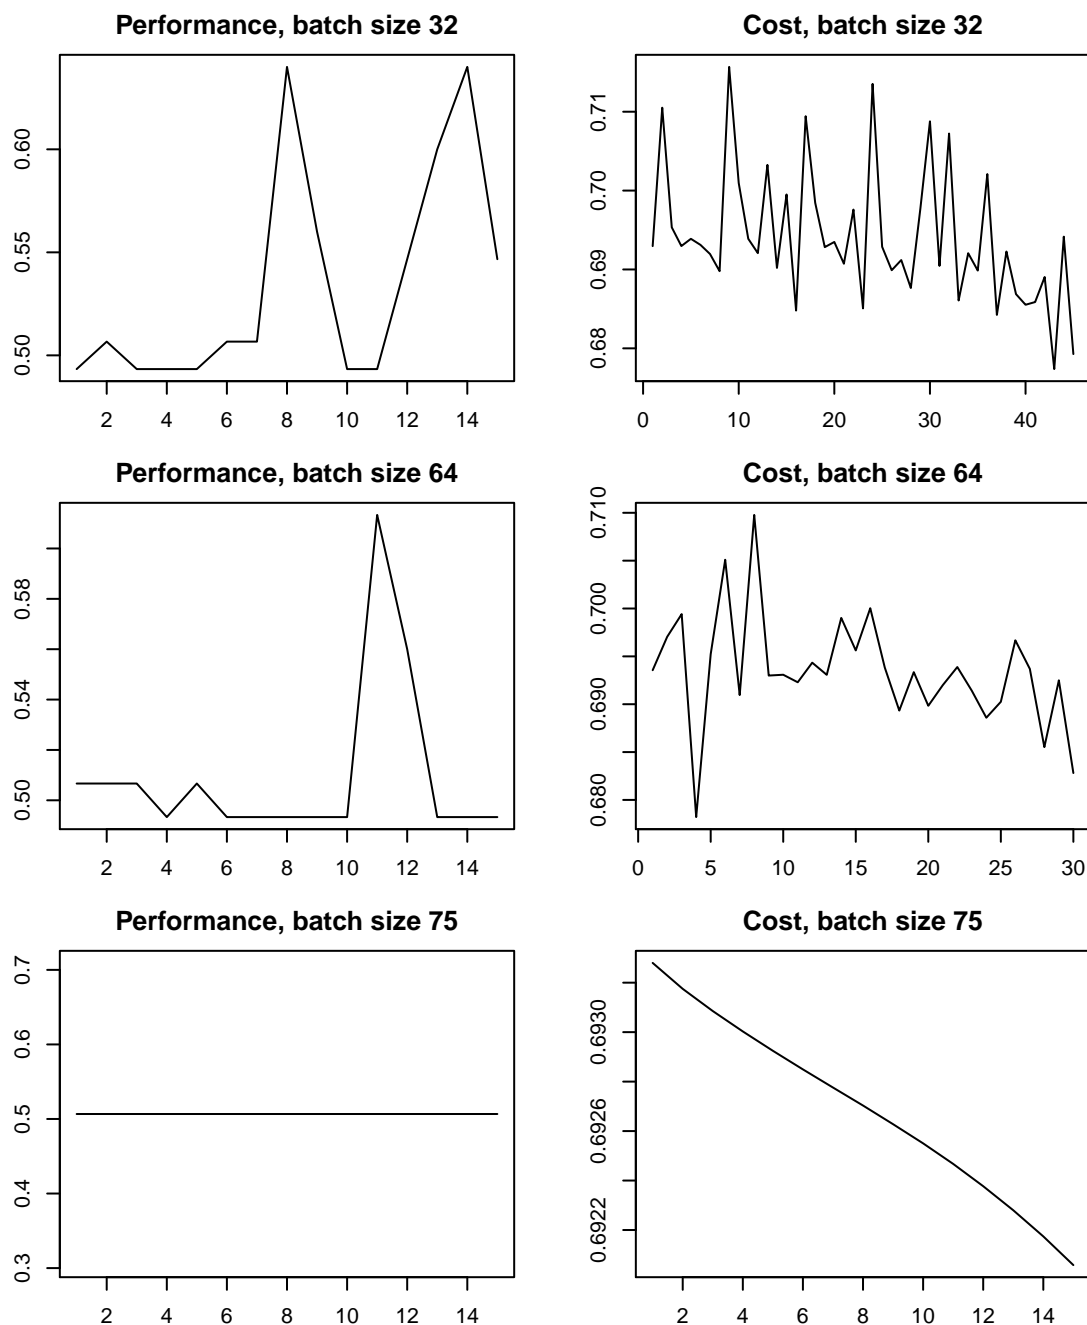 Performance, batch size 32
0.60
0.55
0.50
2 4 6 8 10 12 14
Cost, batch size 32
0.71
0.70
0.69
0.68
0 10 20 30 40
Performance, batch size 64
0.58
0.54
0.50
2 4 6 8 10 12 14
Cost, batch size 64
0.710
0.700
0.690
0.680
0 5 10 15 20 25 30
Performance, batch size 75
0.7
0.6
0.5
0.4
0.3
2 4 6 8 10 12 14
Cost, batch size 75
0.6930
0.6926
0.6922
2 4 6 8 10 12 14